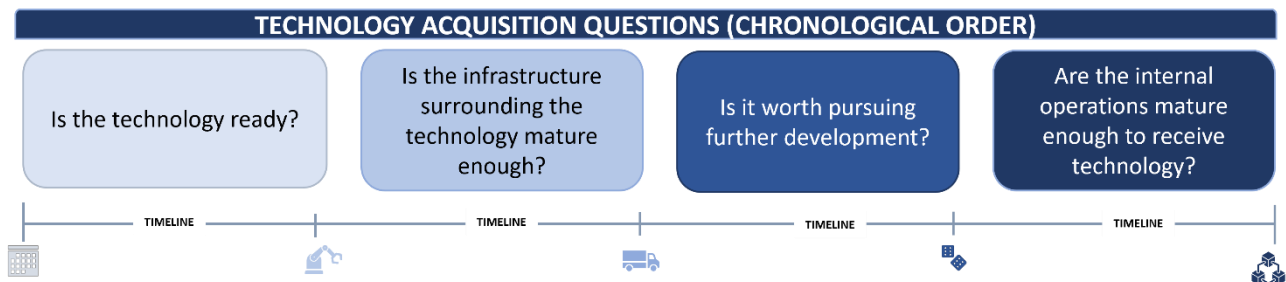 TECHNOLOGY ACQUISITION QUESTIONS (CHRONOLOGICAL ORDER)
Is the technology ready?
Is the infrastructure
surrounding the
technology mature
enough?
Is it worth pursuing
further development?
Are the internal
operations mature
enough to receive
technology?
TIMELINE
TIMELINE
TIMELINE
TIMELINE